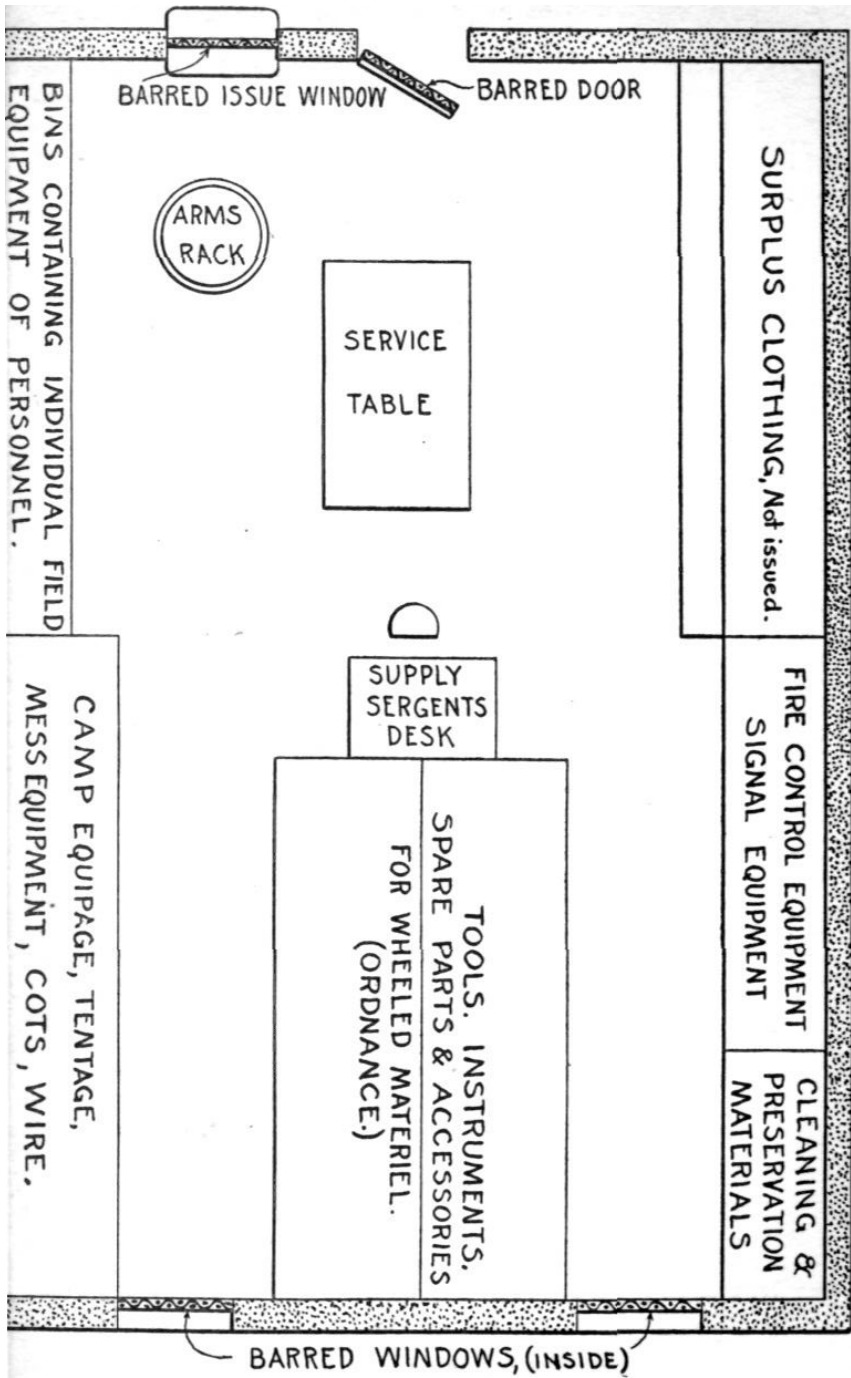 BARRED ISSUE WINDOW
BARRED DOOR
BINS CONTAINING INDIVIDUAL FIELD
EQUIPMENT OF PERSONNEL.
ARMS
RACK
SERVICE
TABLE
SURPLUS CLOTHING, Not issued.
SUPPLY
SERGENTS
DESK
FIRE CONTROL EQUIPMENT
SIGNAL EQUIPMENT
CAMP EQUIPAGE, TENTAGE,
MESS EQUIPMENT, COTS, WIRE.
TOOLS. INSTRUMENTS.
SPARE PARTS & ACCESSORIES
FOR WHEELED MATERIEL.
(ORDNANCE.)
CLEANING &
PRESERVATION
MATERIALS
BARRED WINDOWS, (INSIDE)